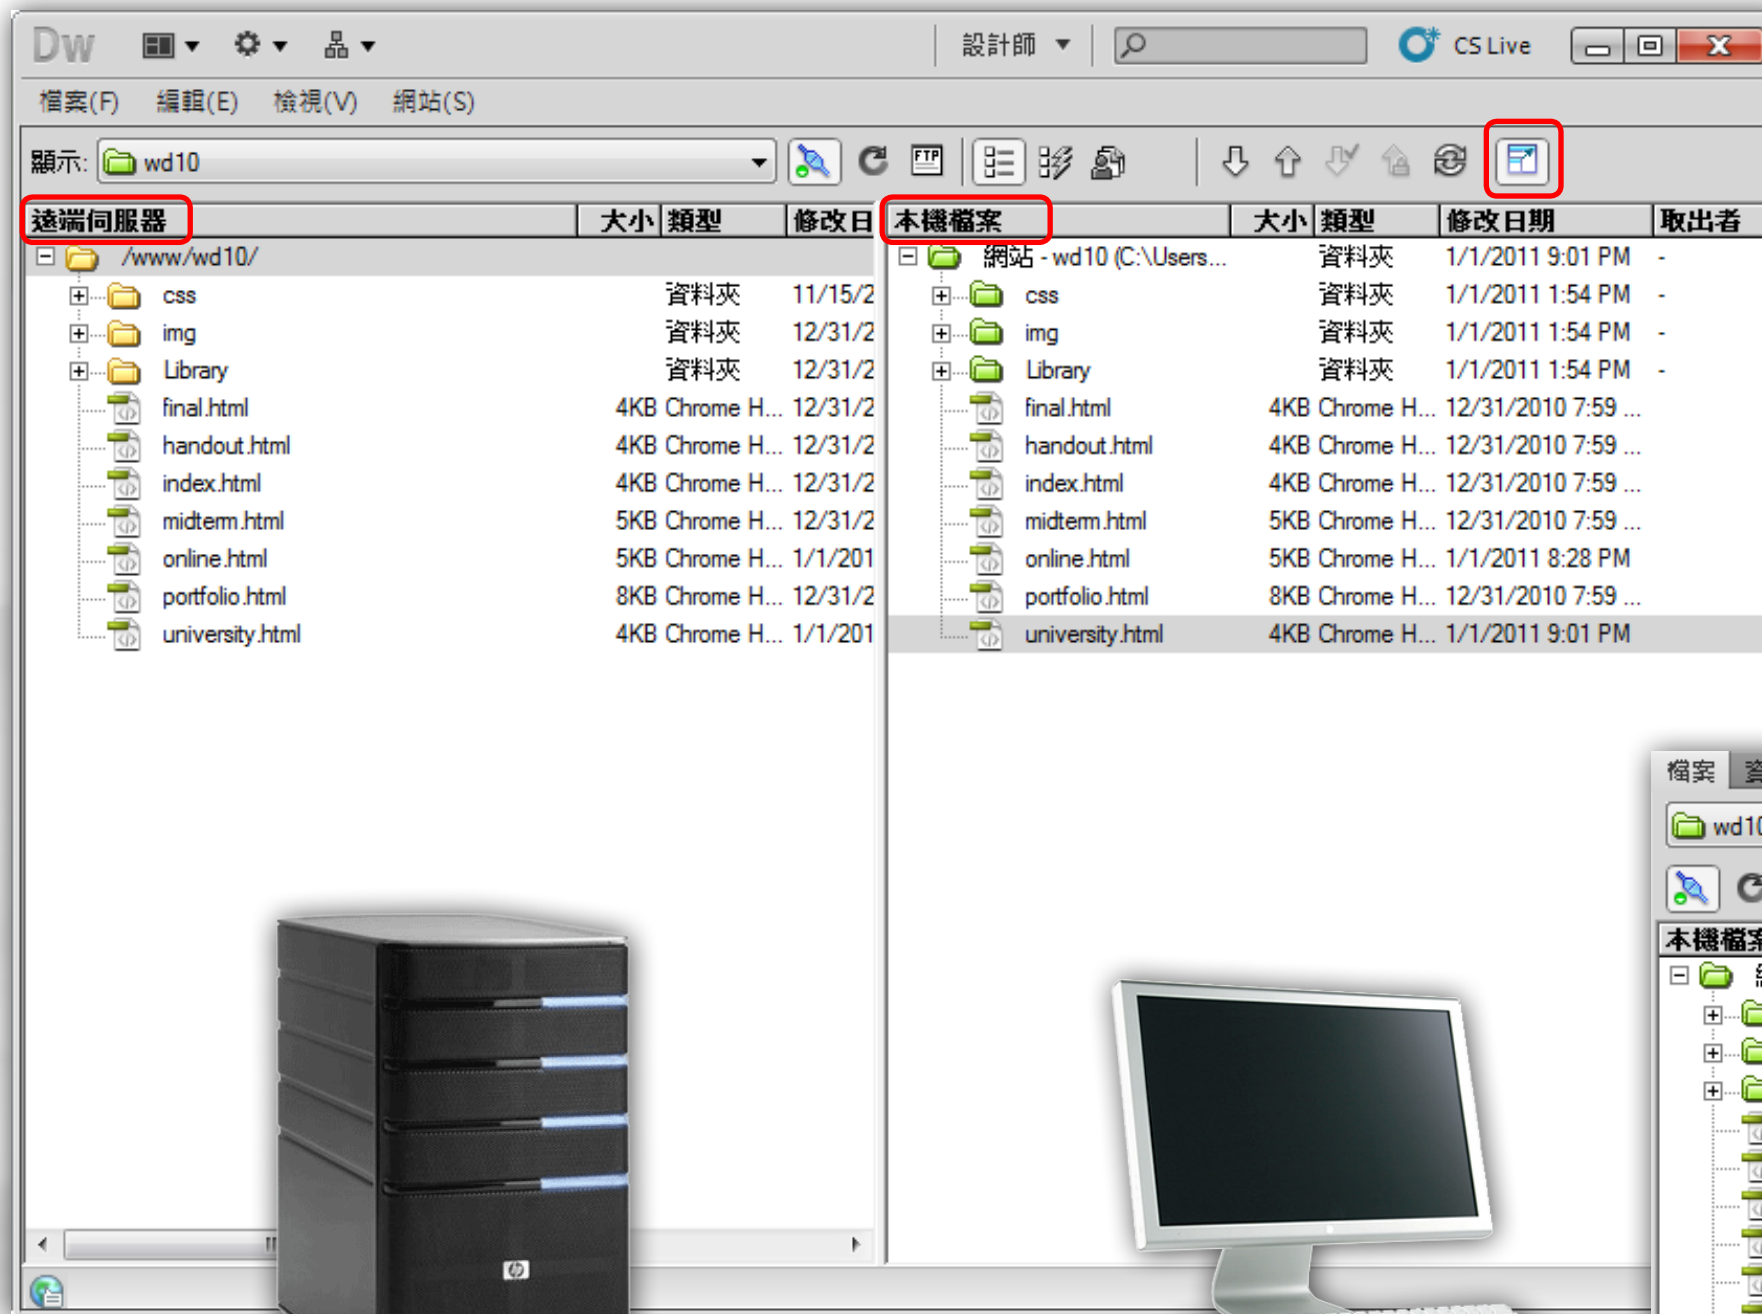 Dw 設計師 CS Live
檔案(F) 編輯(E) 檢視(V) 網站(S)
顯示: wd10 FTP
遠端伺服器 大小 類型 修改日 本機檔案 大小 類型 修改日期 取出者
/www/wd10/ 網站 - wd10 (C:\Users... 資料夾 1/1/2011 9:01 PM -
css 資料夾 11/15/2 css 資料夾 1/1/2011 1:54 PM -
img 資料夾 12/31/2 img 資料夾 1/1/2011 1:54 PM -
Library 資料夾 12/31/2 Library 資料夾 1/1/2011 1:54 PM -
final.html 4KB Chrome H... 12/31/2 final.html 4KB Chrome H... 12/31/2010 7:59 ...
handout.html 4KB Chrome H... 12/31/2 handout.html 4KB Chrome H... 12/31/2010 7:59 ...
index.html 4KB Chrome H... 12/31/2 index.html 4KB Chrome H... 12/31/2010 7:59 ...
midterm.html 5KB Chrome H... 12/31/2 midterm.html 5KB Chrome H... 12/31/2010 7:59 ...
online.html 5KB Chrome H... 1/1/201 online.html 5KB Chrome H... 1/1/2011 8:28 PM
portfolio.html 8KB Chrome H... 12/31/2 portfolio.html 8KB Chrome H... 12/31/2010 7:59 ...
university.html 4KB Chrome H... 1/1/201 university.html 4KB Chrome H... 1/1/2011 9:01 PM
檔案
wd10
本機檔案
hp